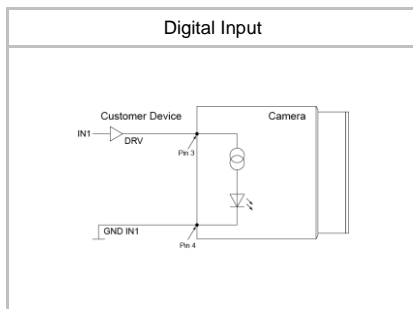 Digital Input
Customer Device
Camera
IN1
DRV
Pin 3
GND IN1
Pin 4